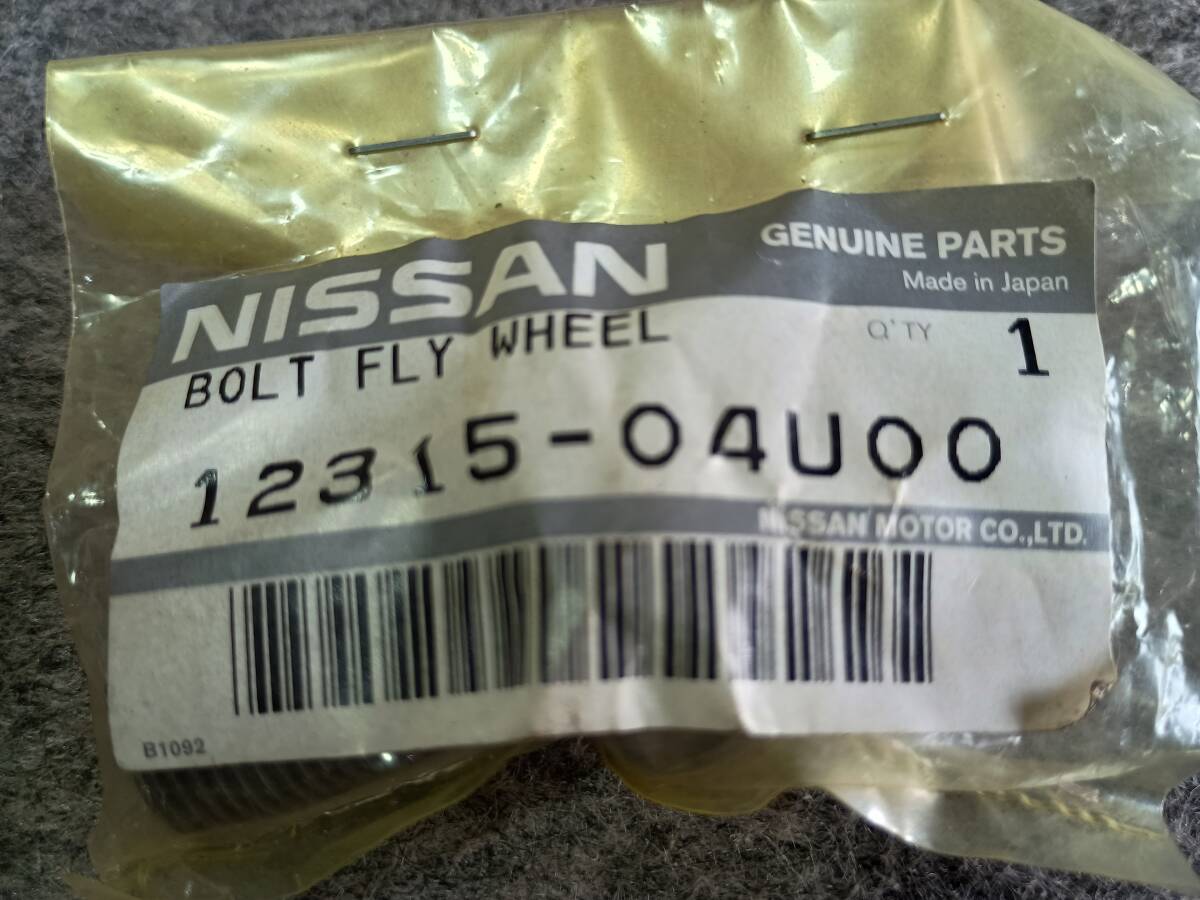 NISSAN
GENUINE PARTS
Made in Japan
BOLT FLY WHEEL
Q'TY 1
12315-04U00
NISSAN MOTOR CO.,LTD.
B1092